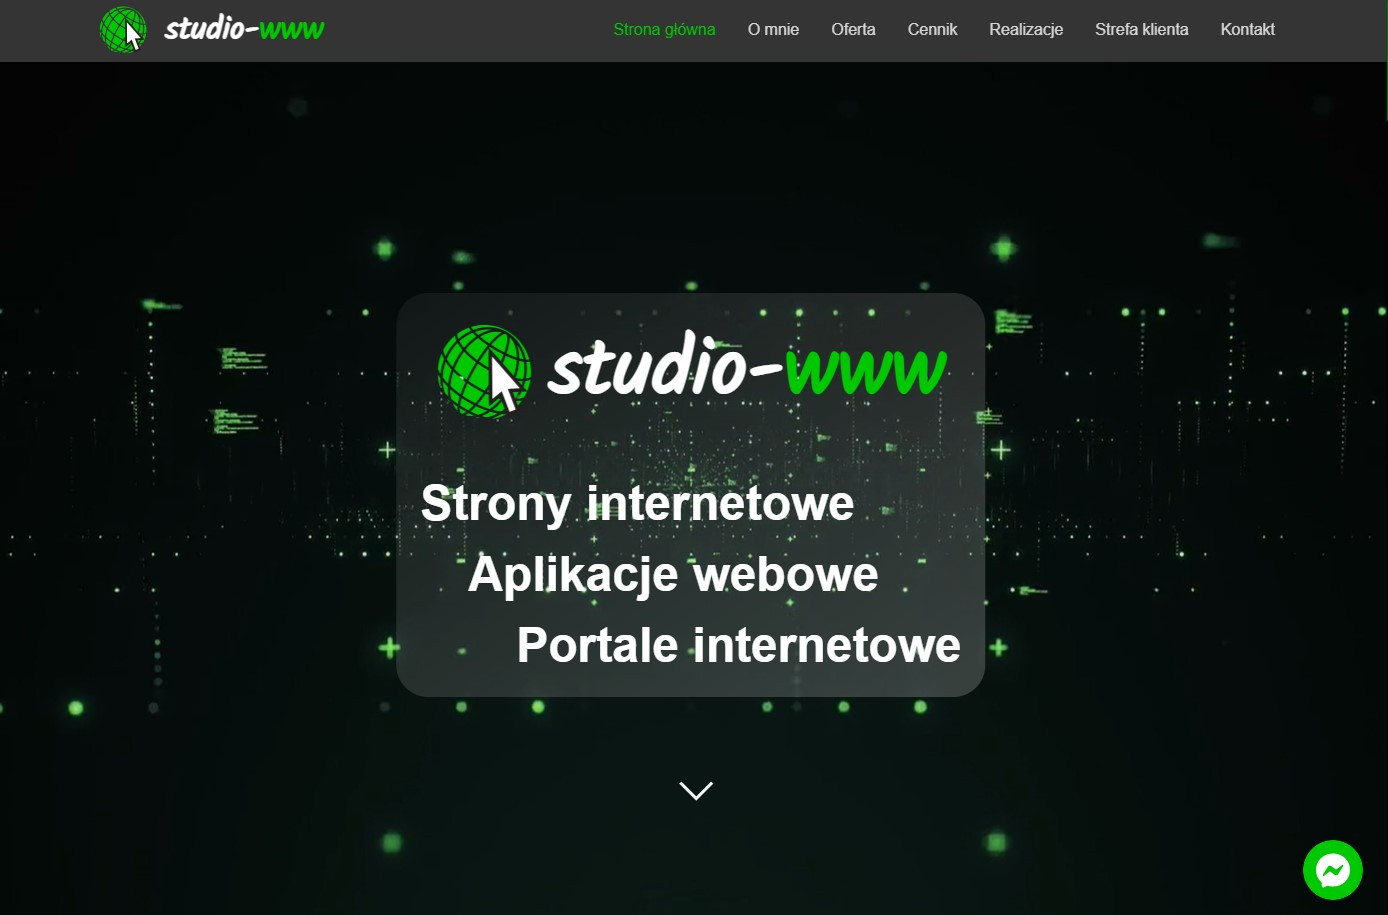 studio-www
Strona główna
O mnie
Oferta
Cennik
Realizacje
Strefa klienta
Kontakt
studio-www
Strony internetowe
Aplikacje webowe
Portale internetowe